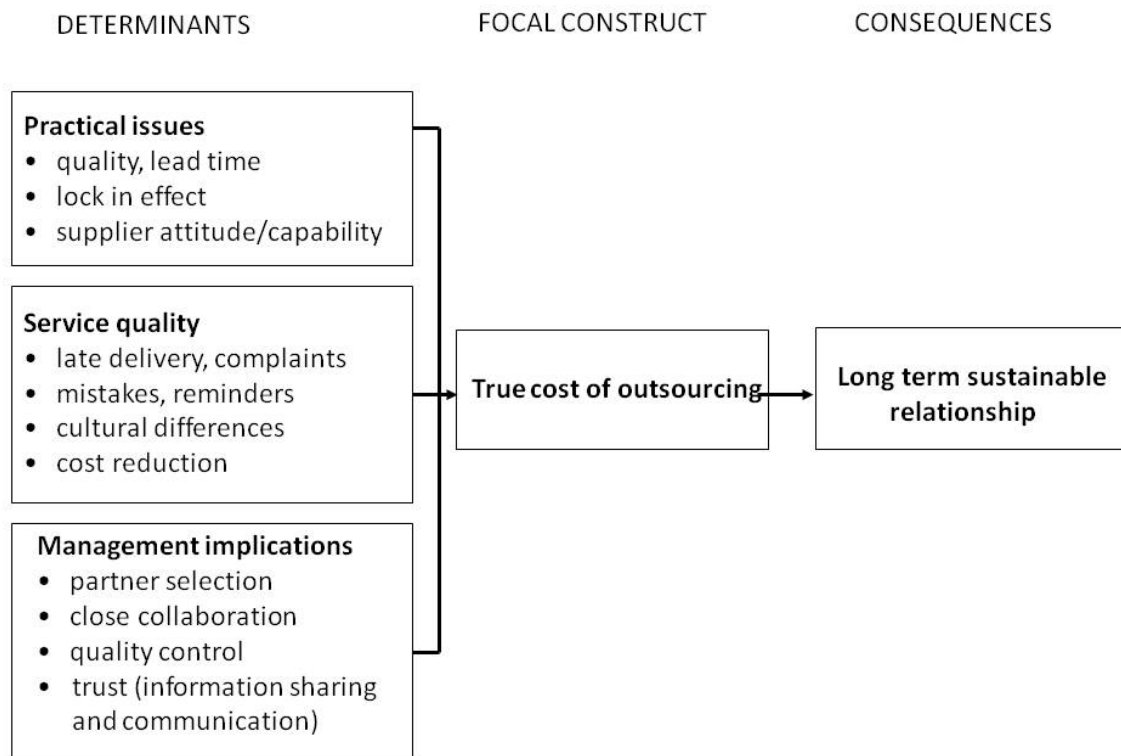 DETERMINANTS
FOCAL CONSTRUCT
CONSEQUENCES
Practical issues
• quality, lead time
• lock in effect
• supplier attitude/capability
Service quality
• late delivery, complaints
• mistakes, reminders
• cultural differences
• cost reduction
Management implications
• partner selection
• close collaboration
• quality control
• trust (information sharing
and communication)
True cost of outsourcing
Long term sustainable
relationship